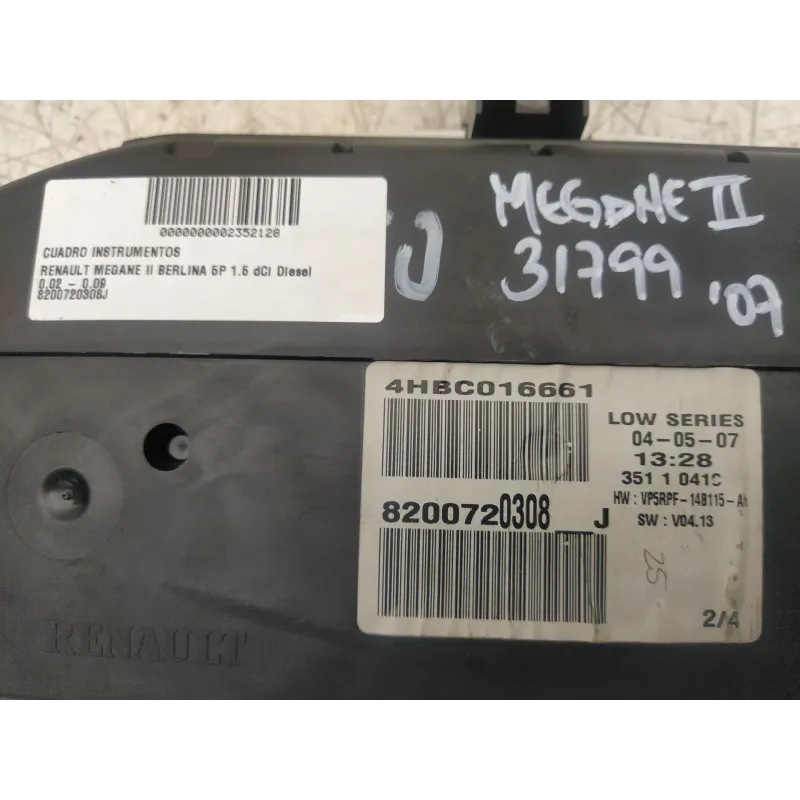 0000000002352128
CUADRO INSTRUMENTOS
RENAULT MEGANE II BERLINA 5P 1.5 dCI Diesel
0.02 - 0.09
8200720308J
MEGANE II
31799 '07
4HBC016661
LOW SERIES
04-05-07
13:28
351 1 041
HW : VP5RPF-14B115-A
8200720308__J
SW : V04.13
25
2/4
RENAULT